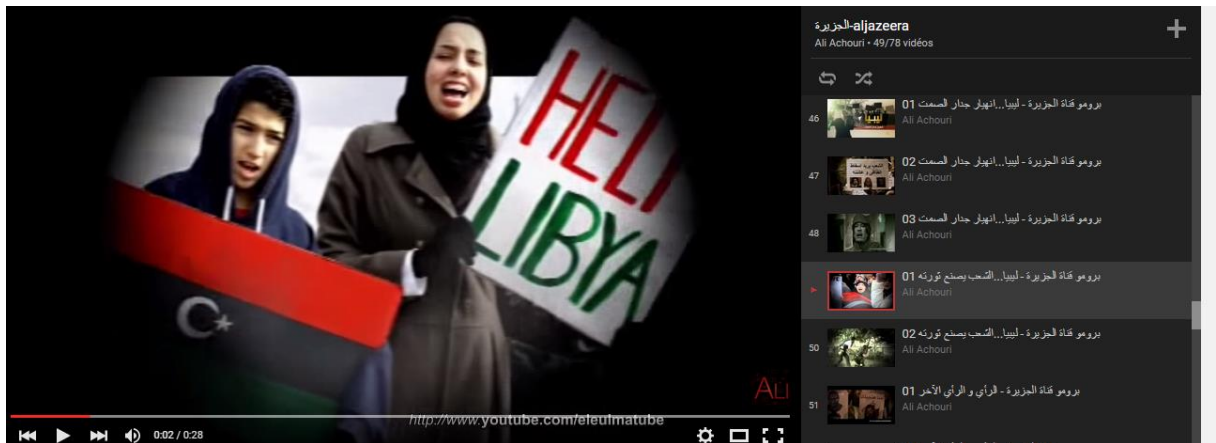 HELP
LIBYA
ALI
http://www.youtube.com/eleulmatube
0:02 / 0:28
aljazeera-الجزيرة
Ali Achouri • 49/78 vidéos
46
برومو قناة الجزيرة - ليبيا...انهيار جدار الصمت 01
Ali Achouri
47
برومو قناة الجزيرة - ليبيا...انهيار جدار الصمت 02
Ali Achouri
48
برومو قناة الجزيرة - ليبيا...انهيار جدار الصمت 03
Ali Achouri
برومو قناة الجزيرة - ليبيا...الشعب يصنع ثورته 01
Ali Achouri
50
برومو قناة الجزيرة - ليبيا...الشعب يصنع ثورته 02
Ali Achouri
51
برومو قناة الجزيرة - الرأي و الرأي الآخر 01
Ali Achouri